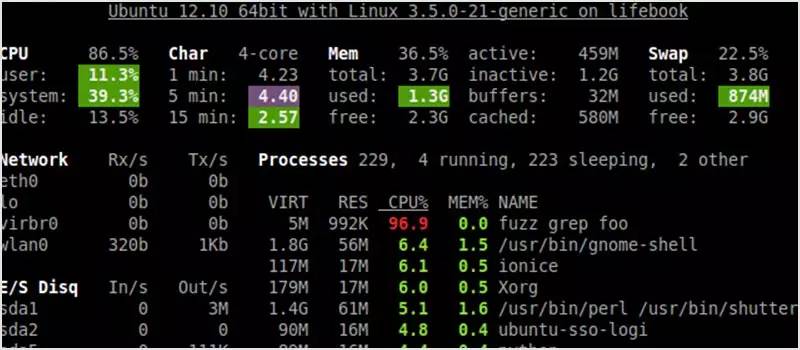 Ubuntu 12.10 64bit with Linux 3.5.0-21-generic on lifebook
CPU 86.5% Char 4-core Mem 36.5% active: 459M Swap 22.5%
user: 11.3% 1 min: 4.23 total: 3.7G inactive: 1.2G total: 3.8G
system: 39.3% 5 min: 4.40 used: 1.3G buffers: 32M used: 874M
idle: 13.5% 15 min: 2.57 free: 2.3G cached: 580M free: 2.9G
Network Rx/s Tx/s Processes 229, 4 running, 223 sleeping, 2 other
eth0 0b 0b
lo 0b 0b VIRT RES CPU% MEM% NAME
virbr0 0b 0b 5M 992K 96.9 0.0 fuzz grep foo
wlan0 320b 1Kb 1.8G 56M 6.4 1.5 /usr/bin/gnome-shell
117M 17M 6.1 0.5 ionice
E/S Disq In/s Out/s 179M 17M 6.0 0.5 Xorg
sda1 0 3M 1.4G 61M 5.1 1.6 /usr/bin/perl /usr/bin/shutter
sda2 0 0 90M 16M 4.8 0.4 ubuntu-sso-logi